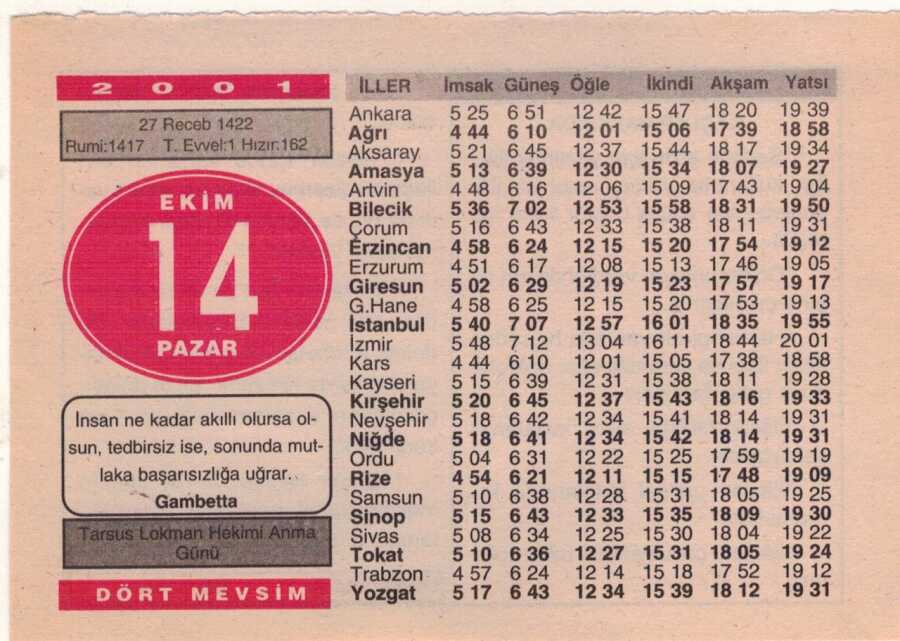 2001
27 Receb 1422
Rumi:1417 T. Evvel:1 Hızır:162
EKİM
14
PAZAR
İnsan ne kadar akıllı olursa ol-
sun, tedbirsiz ise, sonunda mut-
laka başarısızlığa uğrar..
Gambetta
Tarsus Lokman Hekimi Anma
Günü
DÖRT MEVSİM
İLLER İmsak Güneş Öğle İkindi Akşam Yatsı
Ankara 5 25 6 51 12 42 15 47 18 20 19 39
Ağrı 4 44 6 10 12 01 15 06 17 39 18 58
Aksaray 5 21 6 45 12 37 15 44 18 17 19 34
Amasya 5 13 6 39 12 30 15 34 18 07 19 27
Artvin 4 48 6 16 12 06 15 09 17 43 19 04
Bilecik 5 36 7 02 12 53 15 58 18 31 19 50
Çorum 5 16 6 43 12 33 15 38 18 11 19 31
Erzincan 4 58 6 24 12 15 15 20 17 54 19 12
Erzurum 4 51 6 17 12 08 15 13 17 46 19 05
Giresun 5 02 6 29 12 19 15 23 17 57 19 17
G.Hane 4 58 6 25 12 15 15 20 17 53 19 13
İstanbul 5 40 7 07 12 57 16 01 18 35 19 55
İzmir 5 48 7 12 13 04 16 11 18 44 20 01
Kars 4 44 6 10 12 01 15 05 17 38 18 58
Kayseri 5 15 6 39 12 31 15 38 18 11 19 28
Kırşehir 5 20 6 45 12 37 15 43 18 16 19 33
Nevşehir 5 18 6 42 12 34 15 41 18 14 19 31
Niğde 5 18 6 41 12 34 15 42 18 14 19 31
Ordu 5 04 6 31 12 22 15 25 17 59 19 19
Rize 4 54 6 21 12 11 15 15 17 48 19 09
Samsun 5 10 6 38 12 28 15 31 18 05 19 25
Sinop 5 15 6 43 12 33 15 35 18 09 19 30
Sivas 5 08 6 34 12 25 15 30 18 04 19 22
Tokat 5 10 6 36 12 27 15 31 18 05 19 24
Trabzon 4 57 6 24 12 14 15 18 17 52 19 12
Yozgat 5 17 6 43 12 34 15 39 18 12 19 31